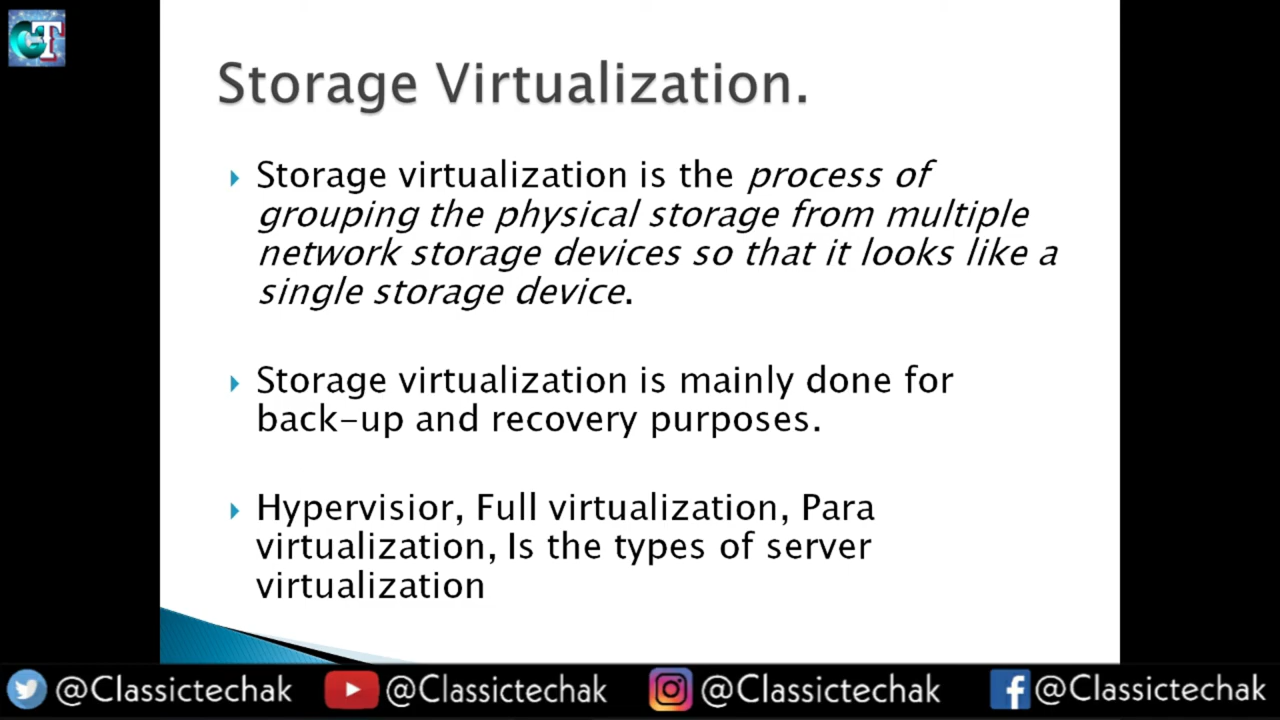 GT
Storage Virtualization.
Storage virtualization is the process of
grouping the physical storage from multiple
network storage devices so that it looks like a
single storage device.
Storage virtualization is mainly done for
back-up and recovery purposes.
Hypervisior, Full virtualization, Para
virtualization, Is the types of server
virtualization
@Classictechak @Classictechak @Classictechak @Classictechak